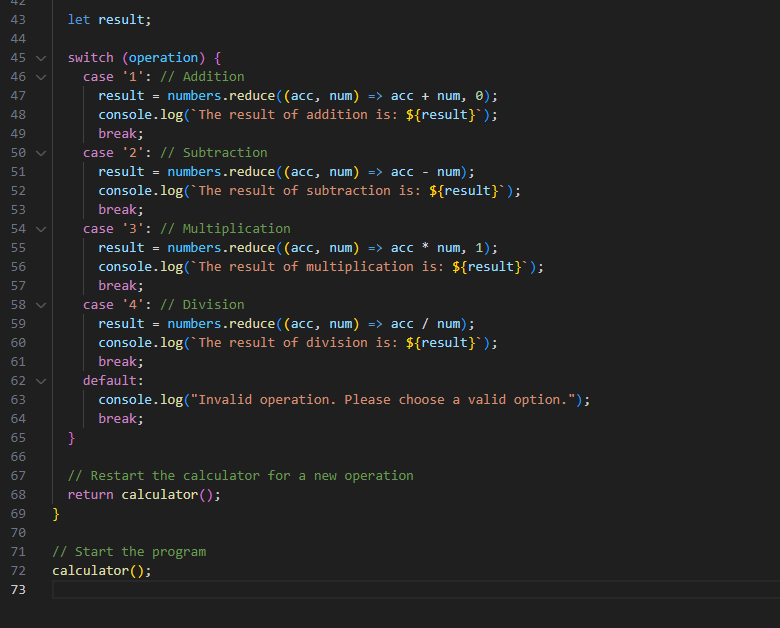 42
43 let result;
44
45 switch (operation) {
46 case '1': // Addition
47 result = numbers.reduce((acc, num) => acc + num, 0);
48 console.log(`The result of addition is: ${result}`);
49 break;
50 case '2': // Subtraction
51 result = numbers.reduce((acc, num) => acc - num);
52 console.log(`The result of subtraction is: ${result}`);
53 break;
54 case '3': // Multiplication
55 result = numbers.reduce((acc, num) => acc * num, 1);
56 console.log(`The result of multiplication is: ${result}`);
57 break;
58 case '4': // Division
59 result = numbers.reduce((acc, num) => acc / num);
60 console.log(`The result of division is: ${result}`);
61 break;
62 default:
63 console.log("Invalid operation. Please choose a valid option.");
64 break;
65 }
66
67 // Restart the calculator for a new operation
68 return calculator();
69 }
70
71 // Start the program
72 calculator();
73